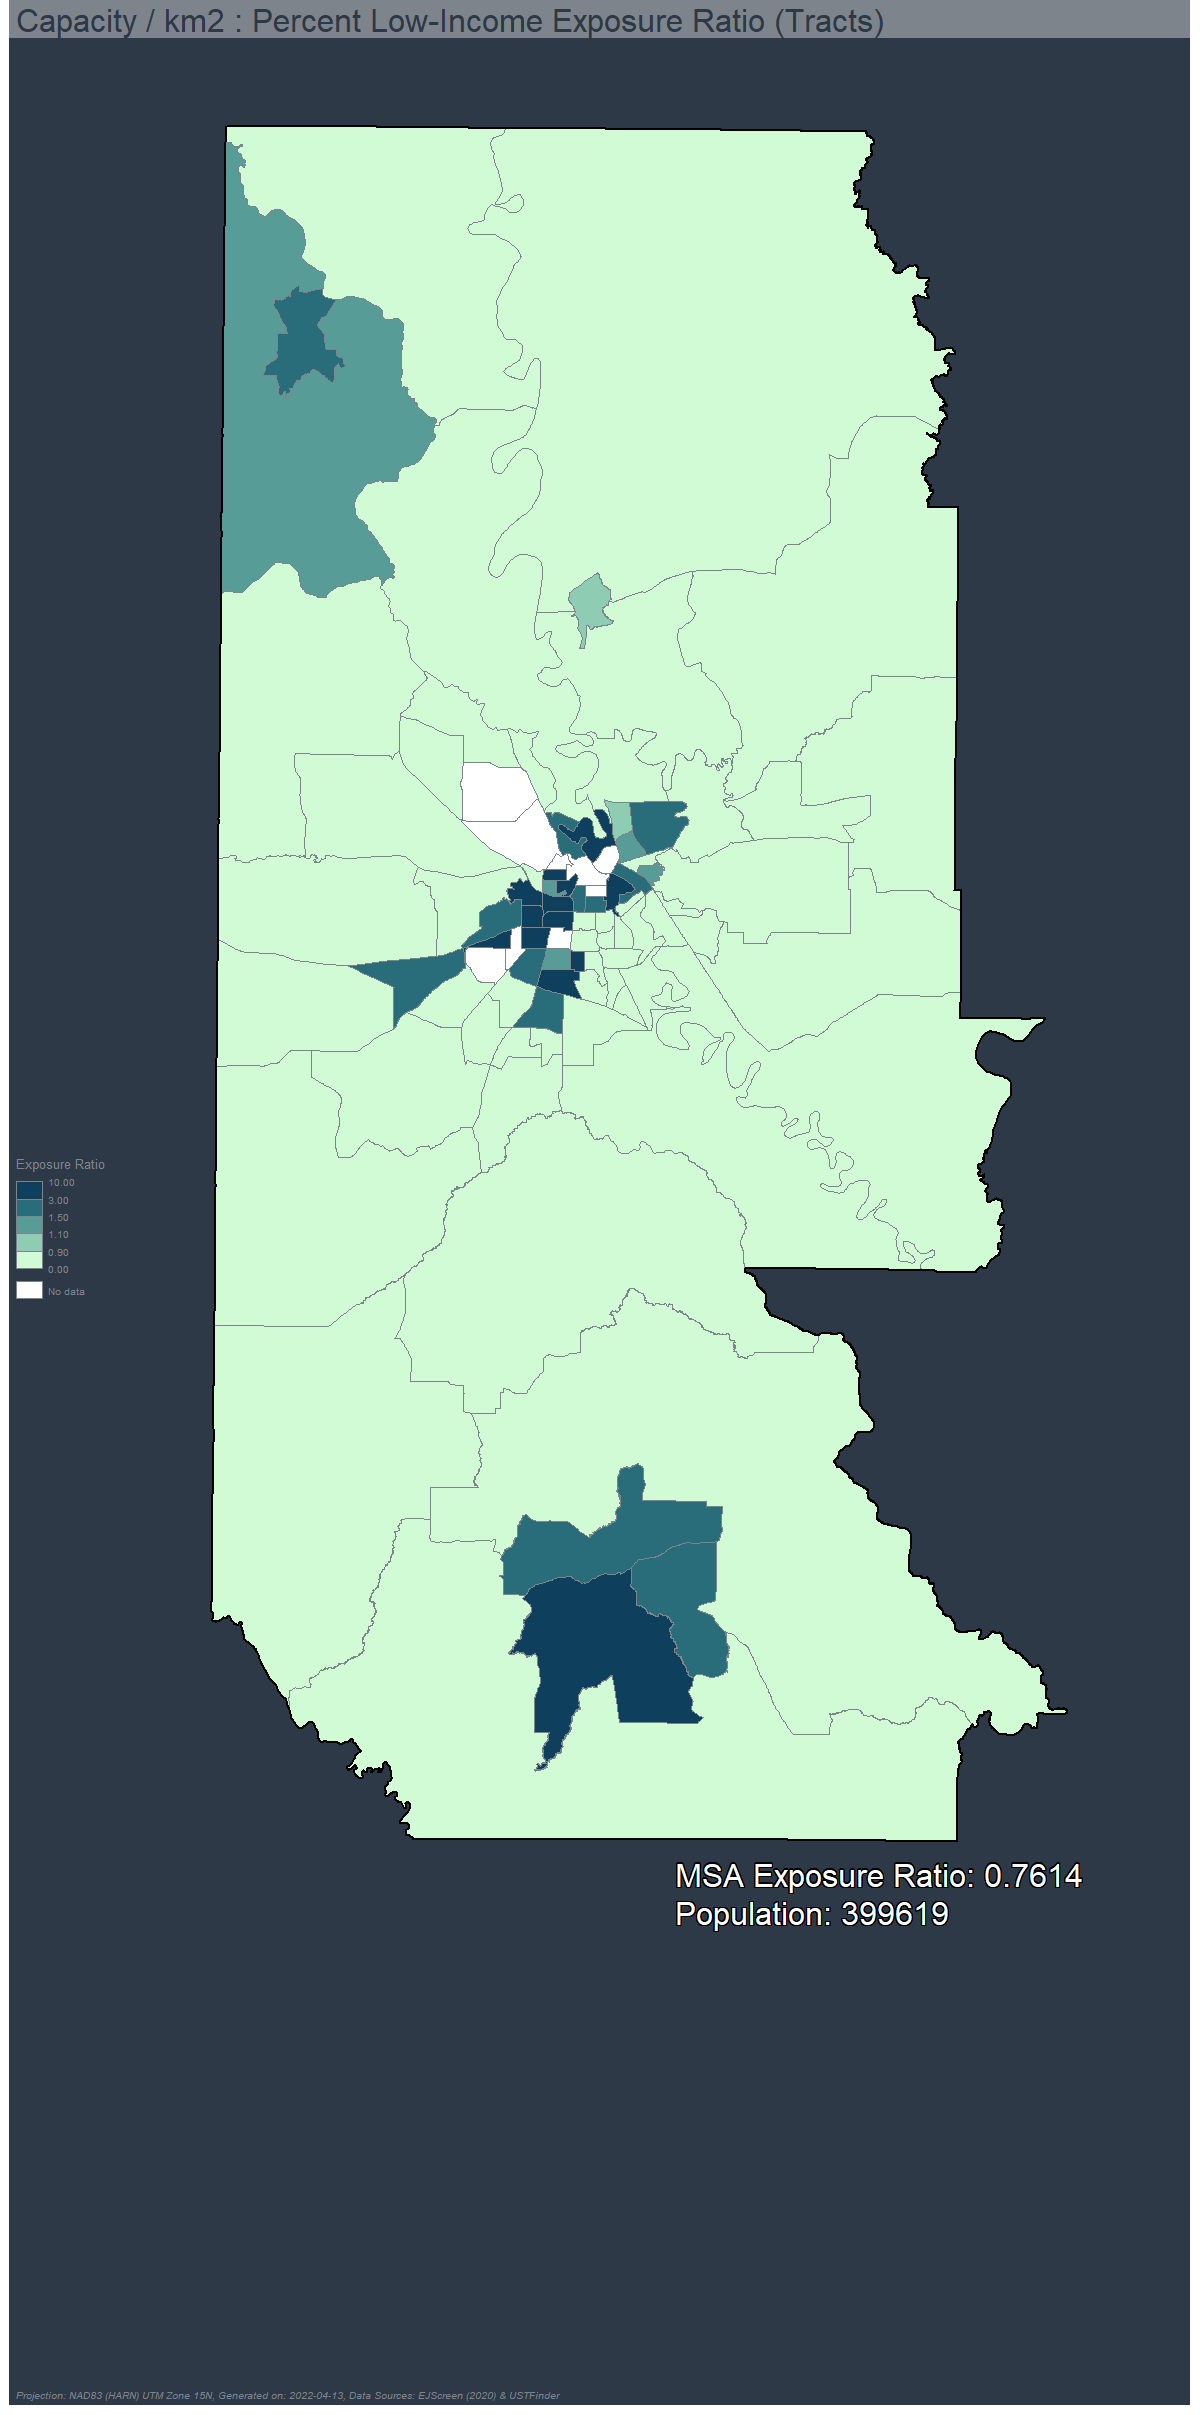 Capacity / km2 : Percent Low-Income Exposure Ratio (Tracts)
Exposure Ratio
10.00
3.00
1.50
1.10
0.90
0.00
No data
MSA Exposure Ratio: 0.7614
Population: 399619
Projection: NAD83 (HARN) UTM Zone 15N, Generated on: 2022-04-13, Data Sources: EJScreen (2020) & USTFinder